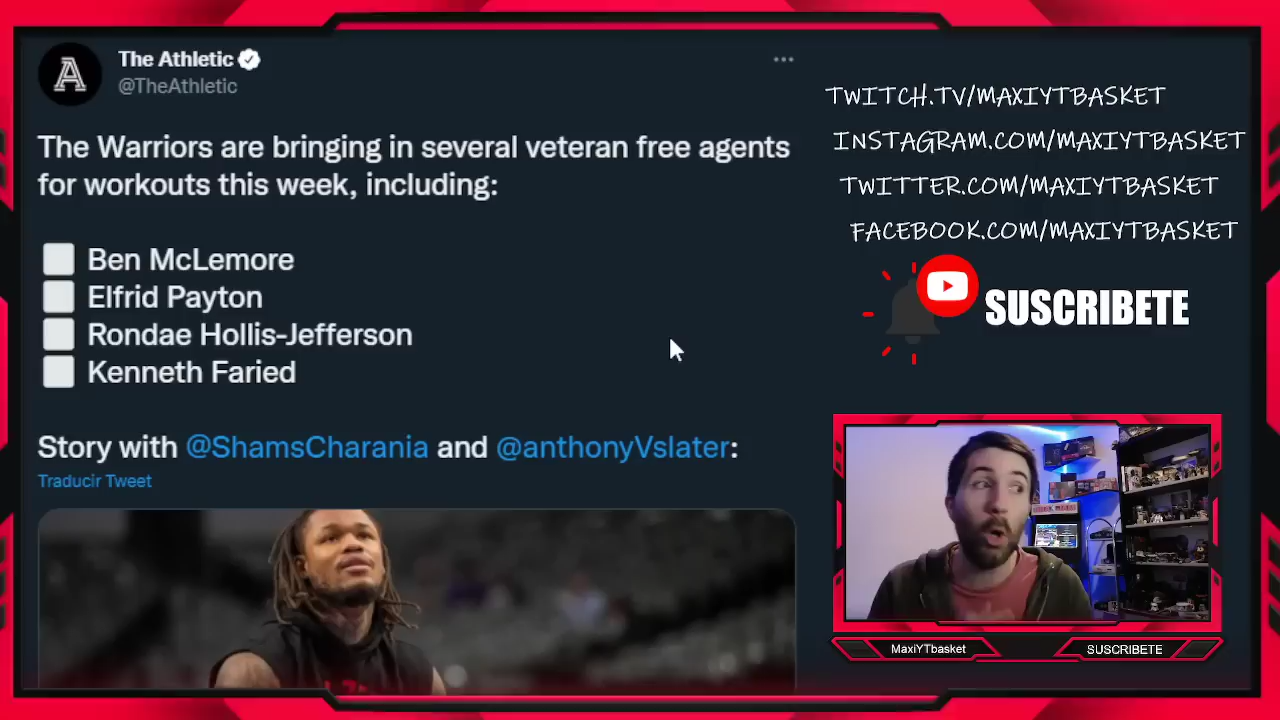 The Athletic
@TheAthletic
The Warriors are bringing in several veteran free agents
for workouts this week, including:
Ben McLemore
Elfrid Payton
Rondae Hollis-Jefferson
Kenneth Faried
Story with @ShamsCharania and @anthonyVslater:
Traducir Tweet
TWITCH.TV/MAXIYTBASKET
INSTAGRAM.COM/MAXIYTBASKET
TWITTER.COM/MAXIYTBASKET
FACEBOOK.COM/MAXIYTBASKET
SUSCRIBETE
MaxiYTbasket
SUSCRIBETE